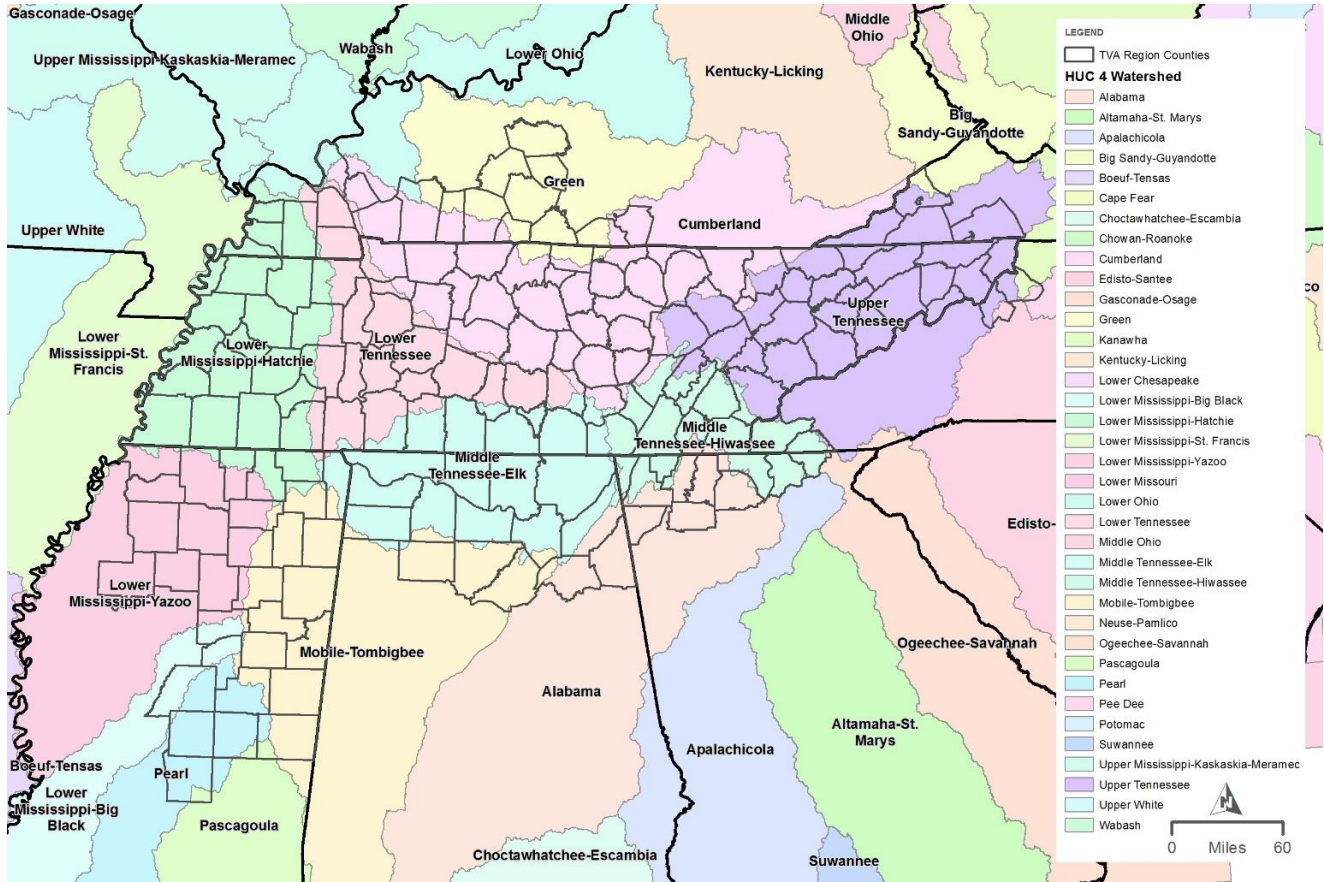 Gasconade-Osage
Upper Mississippi-Kaskaskia-Meramec
Wabash
Lower Ohio
Middle
Ohio
Kentucky-Licking
Big
Sandy-Guyandotte
Green
Cumberland
Upper White
Lower
Mississippi-St.
Francis
Lower
Mississippi-Hatchie
Lower
Tennessee
Upper
Tennessee
Middle
Tennessee-Hiwassee
Middle
Tennessee-Elk
Edisto-
Lower
Mississippi-Yazoo
Mobile-Tombigbee
Alabama
Ogeechee-Savannah
Altamaha-St.
Marys
Apalachicola
Boeuf-Tensas
Pearl
Lower
Mississippi-Big
Black
Pascagoula
Choctawhatchee-Escambia
Suwannee
co
LEGEND
TVA Region Counties
HUC 4 Watershed
Alabama
Altamaha-St. Marys
Apalachicola
Big Sandy-Guyandotte
Boeuf-Tensas
Cape Fear
Choctawhatchee-Escambia
Chowan-Roanoke
Cumberland
Edisto-Santee
Gasconade-Osage
Green
Kanawha
Kentucky-Licking
Lower Chesapeake
Lower Mississippi-Big Black
Lower Mississippi-Hatchie
Lower Mississippi-St. Francis
Lower Mississippi-Yazoo
Lower Missouri
Lower Ohio
Lower Tennessee
Middle Ohio
Middle Tennessee-Elk
Middle Tennessee-Hiwassee
Mobile-Tombigbee
Neuse-Pamlico
Ogeechee-Savannah
Pascagoula
Pearl
Pee Dee
Potomac
Suwannee
Upper Mississippi-Kaskaskia-Meramec
Upper Tennessee
Upper White
Wabash
N
0 Miles 60